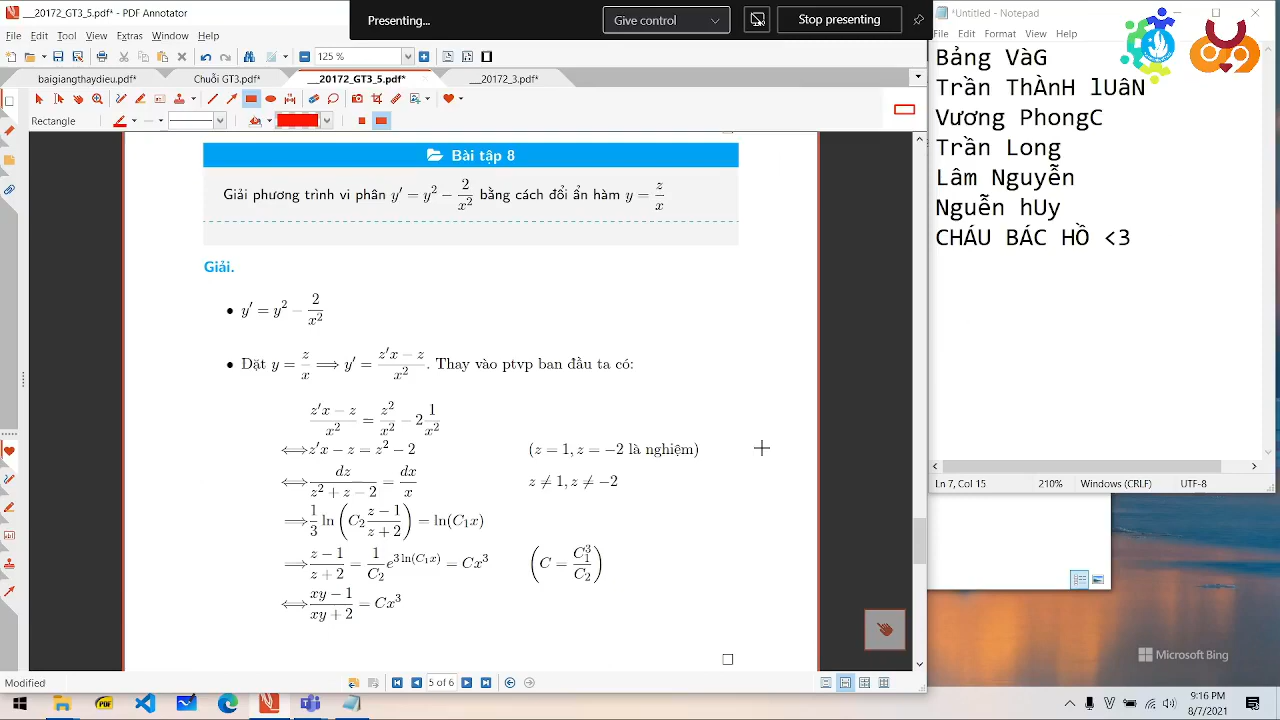 __20172_GT3_5.pdf* - PDF Annotator
Presenting...
Give control
Stop presenting
*Untitled - Notepad
File Edit Tool View Extras Window Help
File Edit Format View Help
125 %
baigiangthaydieu.pdf*
Chuỗi GT3.pdf*
__20172_GT3_5.pdf*
__20172_3.pdf*
Rectangle
Bài tập 8
Giải phương trình vi phân y′ = y² − 2/x² bằng cách đổi ẩn hàm y = z/x
Giải.
• y′ = y² − 2/x²
• Đặt y = z/x ⟹ y′ = (z′x − z)/x². Thay vào ptvp ban đầu ta có:
(z′x − z)/x² = z²/x² − 2 1/x²
⟺ z′x − z = z² − 2 (z = 1, z = −2 là nghiệm)
⟺ dz/(z² + z − 2) = dx/x z ≠ 1, z ≠ −2
⟹ 1/3 ln (C₂ (z − 1)/(z + 2)) = ln(C₁x)
⟹ (z − 1)/(z + 2) = 1/C₂ e^(3 ln(C₁x)) = Cx³ (C = C₁³/C₂)
⟺ (xy − 1)/(xy + 2) = Cx³
Bảng VàG
Trần ThÀnH lUâN
Vương PhongC
Trần Long
Lâm Nguyễn
Nguễn hUy
CHÁU BÁC HỒ <3
Ln 7, Col 15
210%
Windows (CRLF)
UTF-8
Microsoft Bing
Modified
5 of 6
9:16 PM
8/7/2021